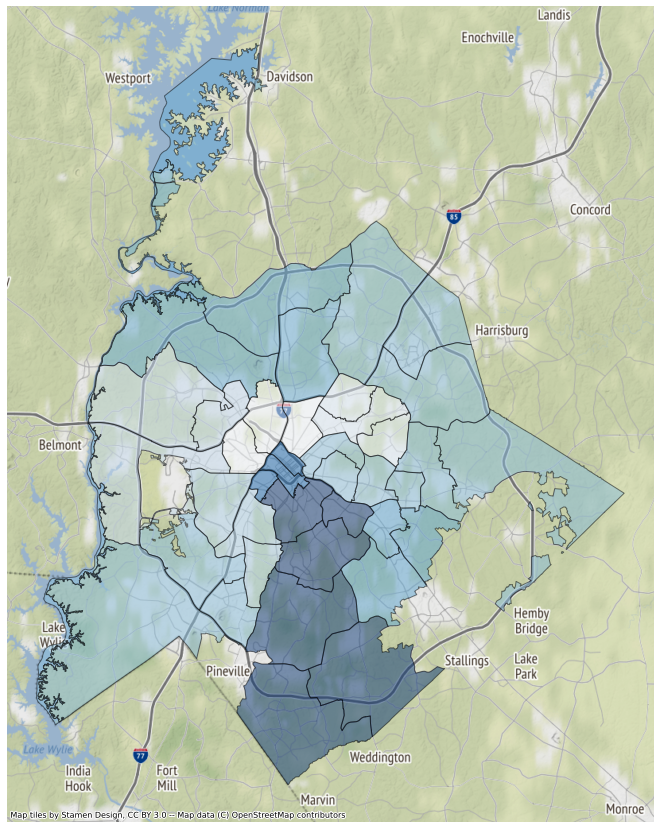 Lake Norman
Landis
Enochville
Westport
Davidson
85
Concord
Harrisburg
Belmont
Lake
Hemby
Bridge
Stallings
Lake
Park
Pineville
Lake Wylie
77
India
Hook
Fort
Mill
Weddington
Marvin
Monroe
Map tiles by Stamen Design, CC BY 3.0 -- Map data (C) OpenStreetMap contributors